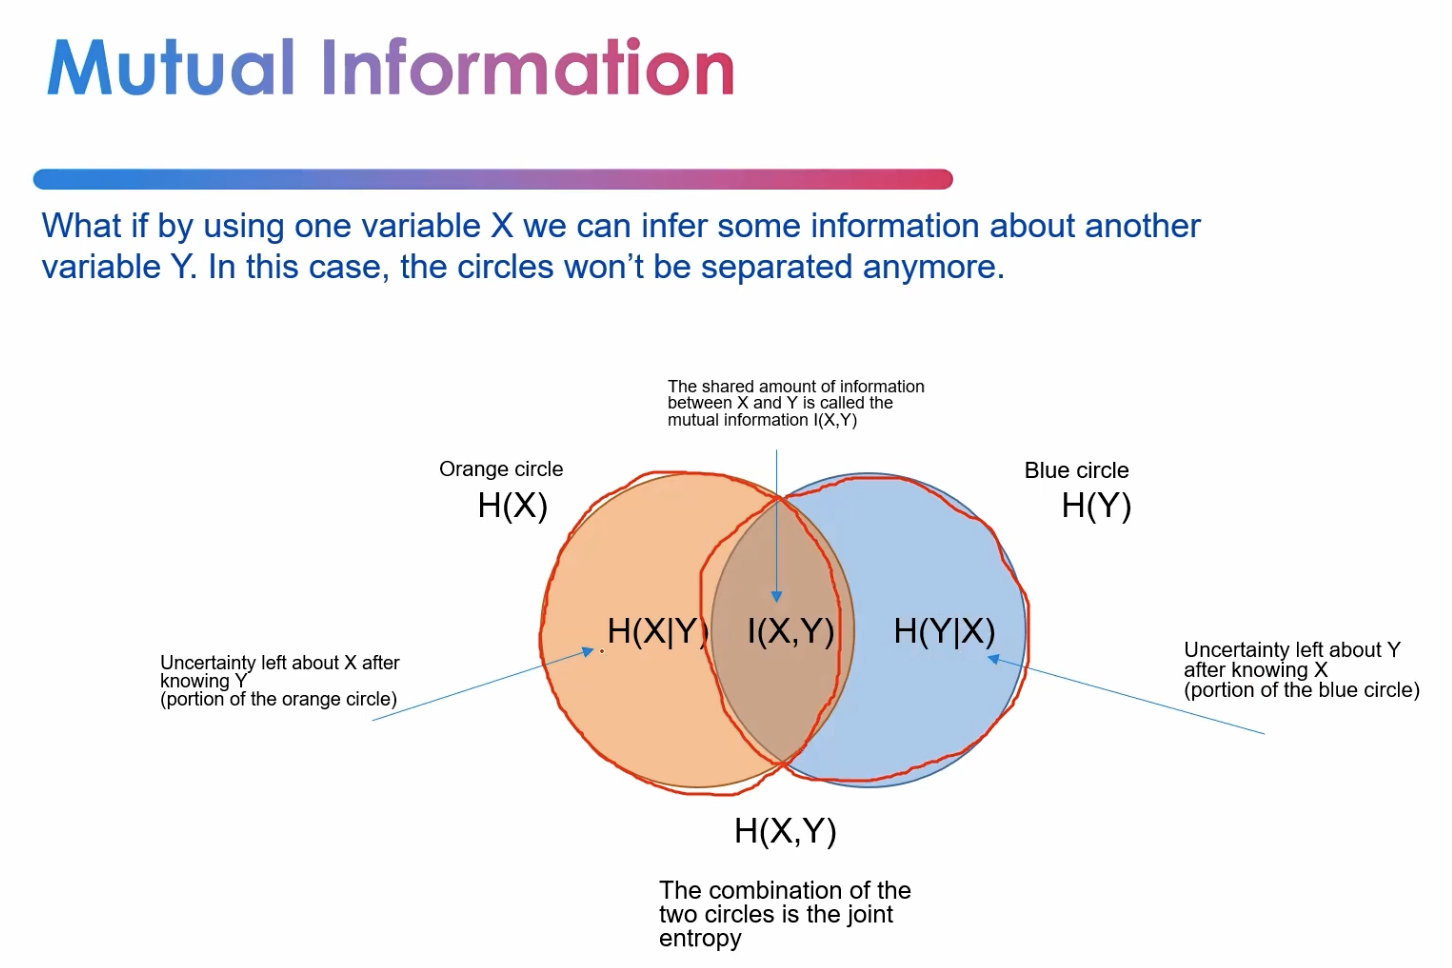 Mutual Information
What if by using one variable X we can infer some information about another
variable Y. In this case, the circles won’t be separated anymore.
The shared amount of information
between X and Y is called the
mutual information I(X,Y)
Orange circle
H(X)
Blue circle
H(Y)
H(X|Y)
I(X,Y)
H(Y|X)
Uncertainty left about X after
knowing Y
(portion of the orange circle)
Uncertainty left about Y
after knowing X
(portion of the blue circle)
H(X,Y)
The combination of the
two circles is the joint
entropy